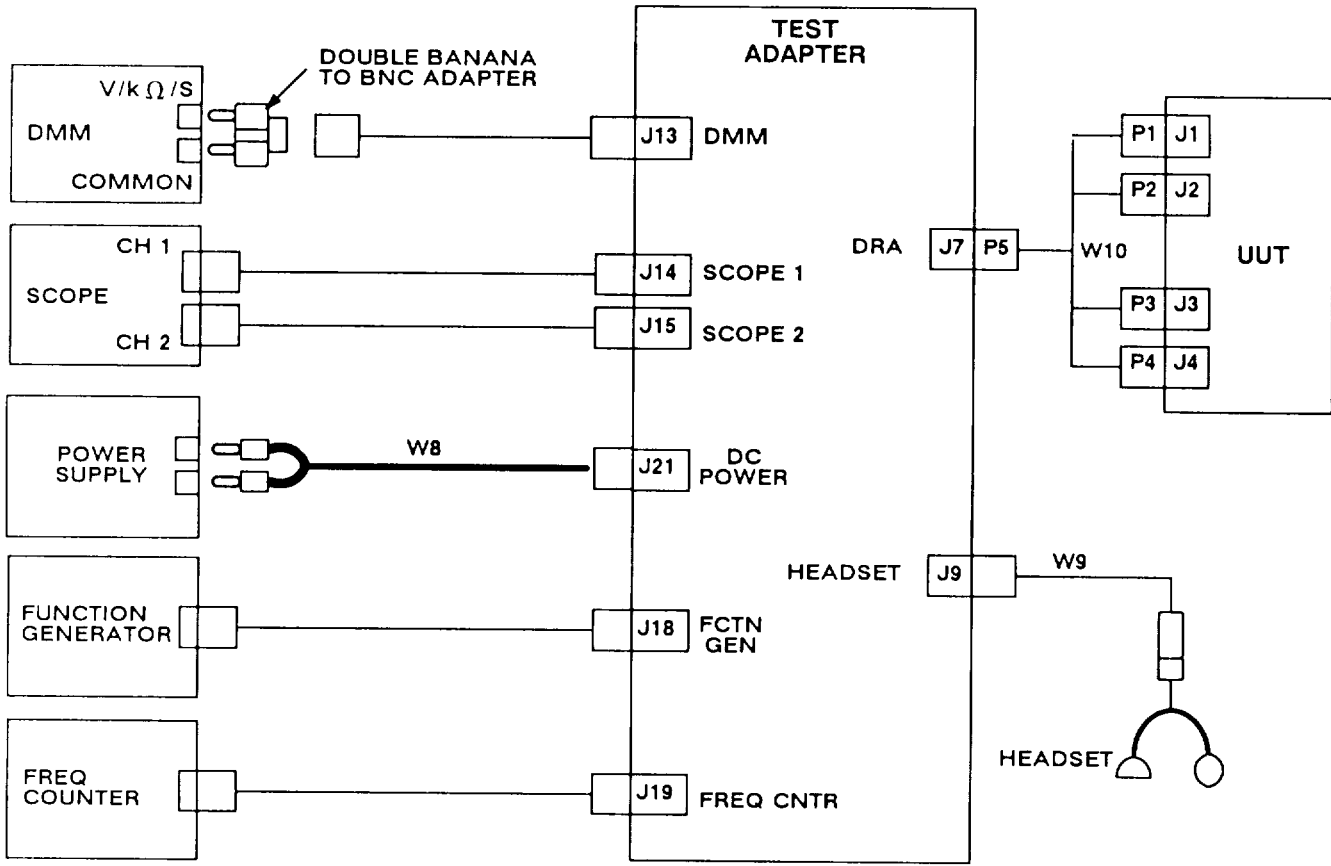 TEST
ADAPTER
DOUBLE BANANA
TO BNC ADAPTER
V/k Ω /S
DMM
COMMON
J13
DMM
P1
J1
P2
J2
CH 1
SCOPE
CH 2
J14
SCOPE 1
J15
SCOPE 2
DRA
J7
P5
W10
UUT
P3
J3
P4
J4
POWER
SUPPLY
W8
J21
DC
POWER
HEADSET
J9
W9
FUNCTION
GENERATOR
J18
FCTN
GEN
HEADSET
FREQ
COUNTER
J19
FREQ CNTR